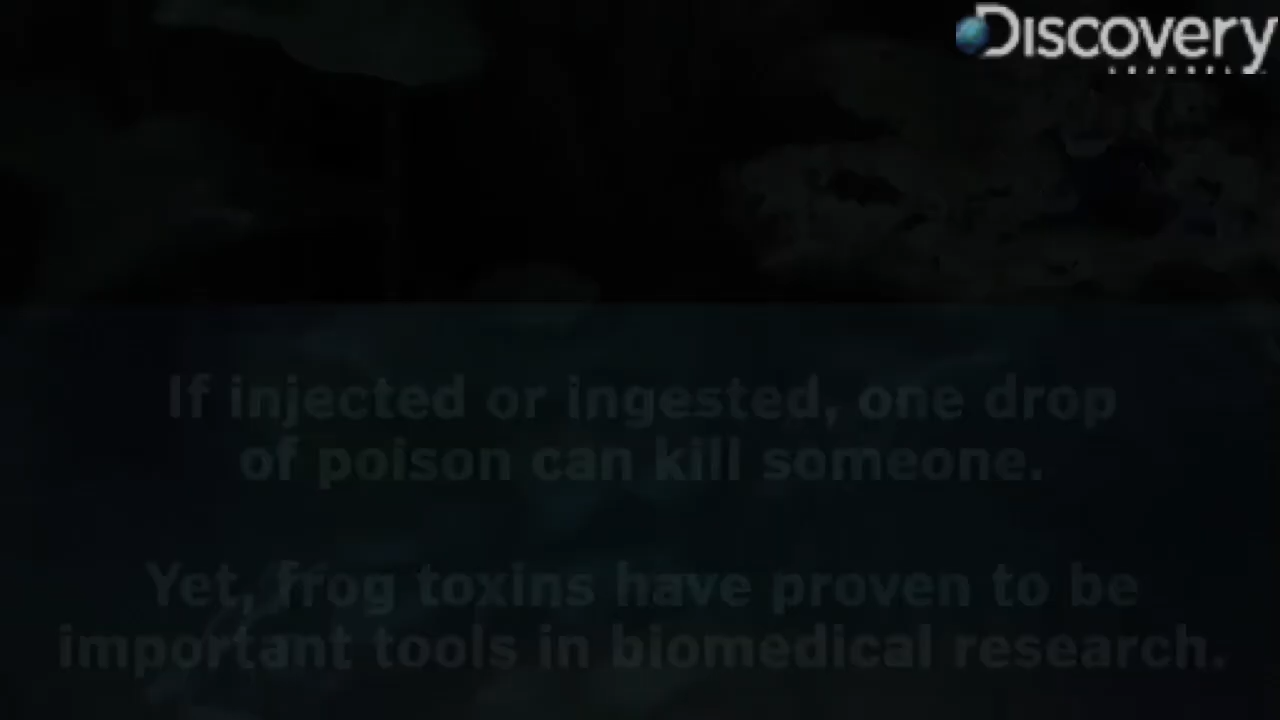 Discovery
CHANNEL
If injected or ingested, one drop
of poison can kill someone.
Yet, frog toxins have proven to be
important tools in biomedical research.